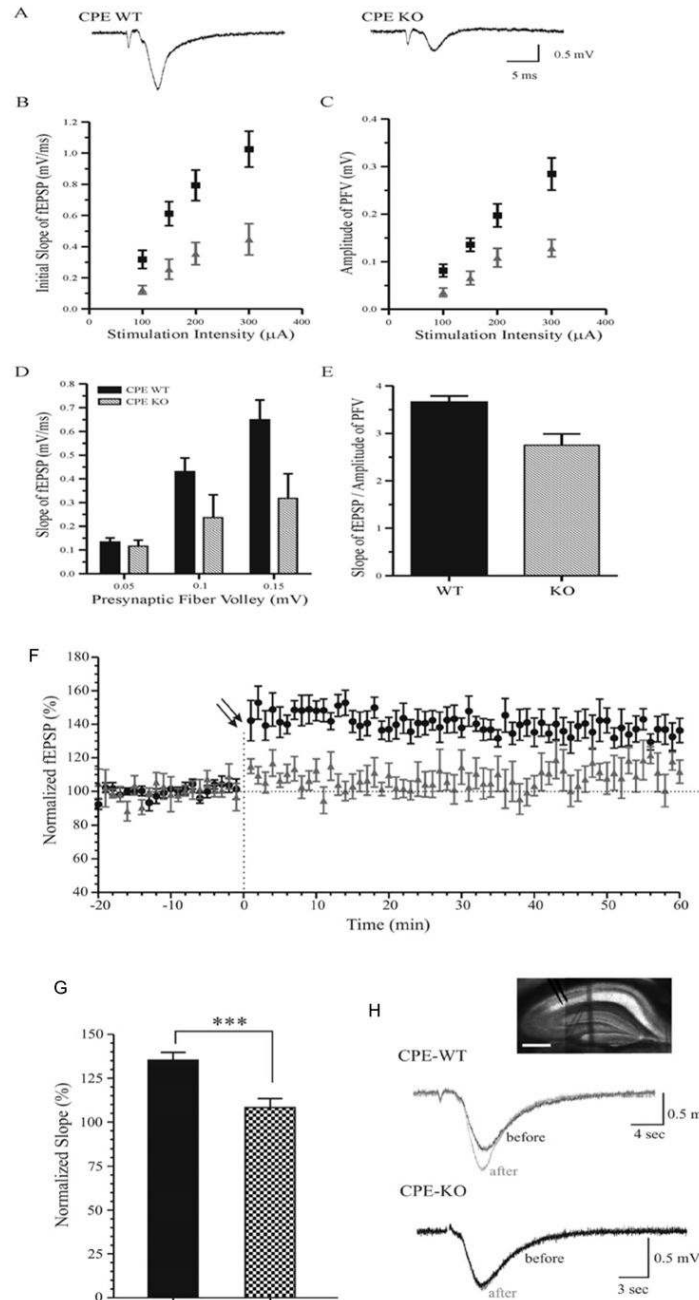 A
CPE WT
CPE KO
0.5 mV
5 ms
B
C
Initial Slope of fEPSP (mV/ms)
1.2
1.0
0.8
0.6
0.4
0.2
0.0
0 100 200 300 400
Stimulation Intensity (μA)
Amplitude of PFV (mV)
0.4
0.3
0.2
0.1
0.0
0 100 200 300 400
Stimulation Intensity (μA)
D
E
Slope of fEPSP (mV/ms)
0.8
0.7
0.6
0.5
0.4
0.3
0.2
0.1
0.0
CPE WT
CPE KO
0.05 0.1 0.15
Presynaptic Fiber Volley (mV)
Slope of fEPSP / Amplitude of PFV
4
3
2
1
0
WT KO
F
Normalized fEPSP (%)
180
160
140
120
100
80
60
40
-20 -10 0 10 20 30 40 50 60
Time (min)
G
Normalized Slope (%)
150
125
100
75
50
25
0
***
H
CPE-WT
before
after
0.5 m
4 sec
CPE-KO
before
after
0.5 mV
3 sec